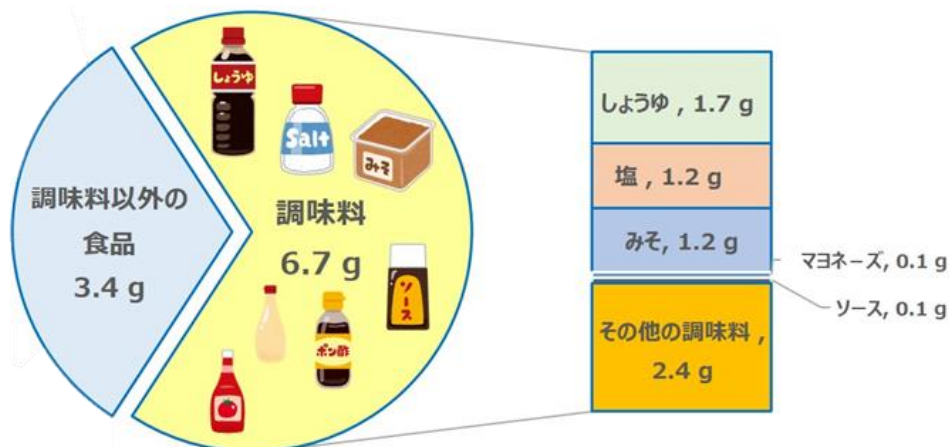 しょうゆ
Salt
みそ
調味料以外の
食品
3.4 g
調味料
6.7 g
ソース
ポン酢
しょうゆ , 1.7 g
塩 , 1.2 g
みそ, 1.2 g
マヨネーズ, 0.1 g
ソース, 0.1 g
その他の調味料 ,
2.4 g